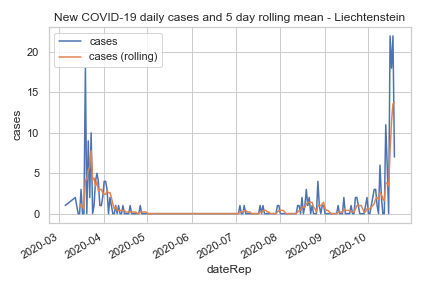 New COVID-19 daily cases and 5 day rolling mean - Liechtenstein
cases
cases (rolling)
20
15
10
5
0
cases
2020-03
2020-04
2020-05
2020-06
2020-07
2020-08
2020-09
2020-10
dateRep